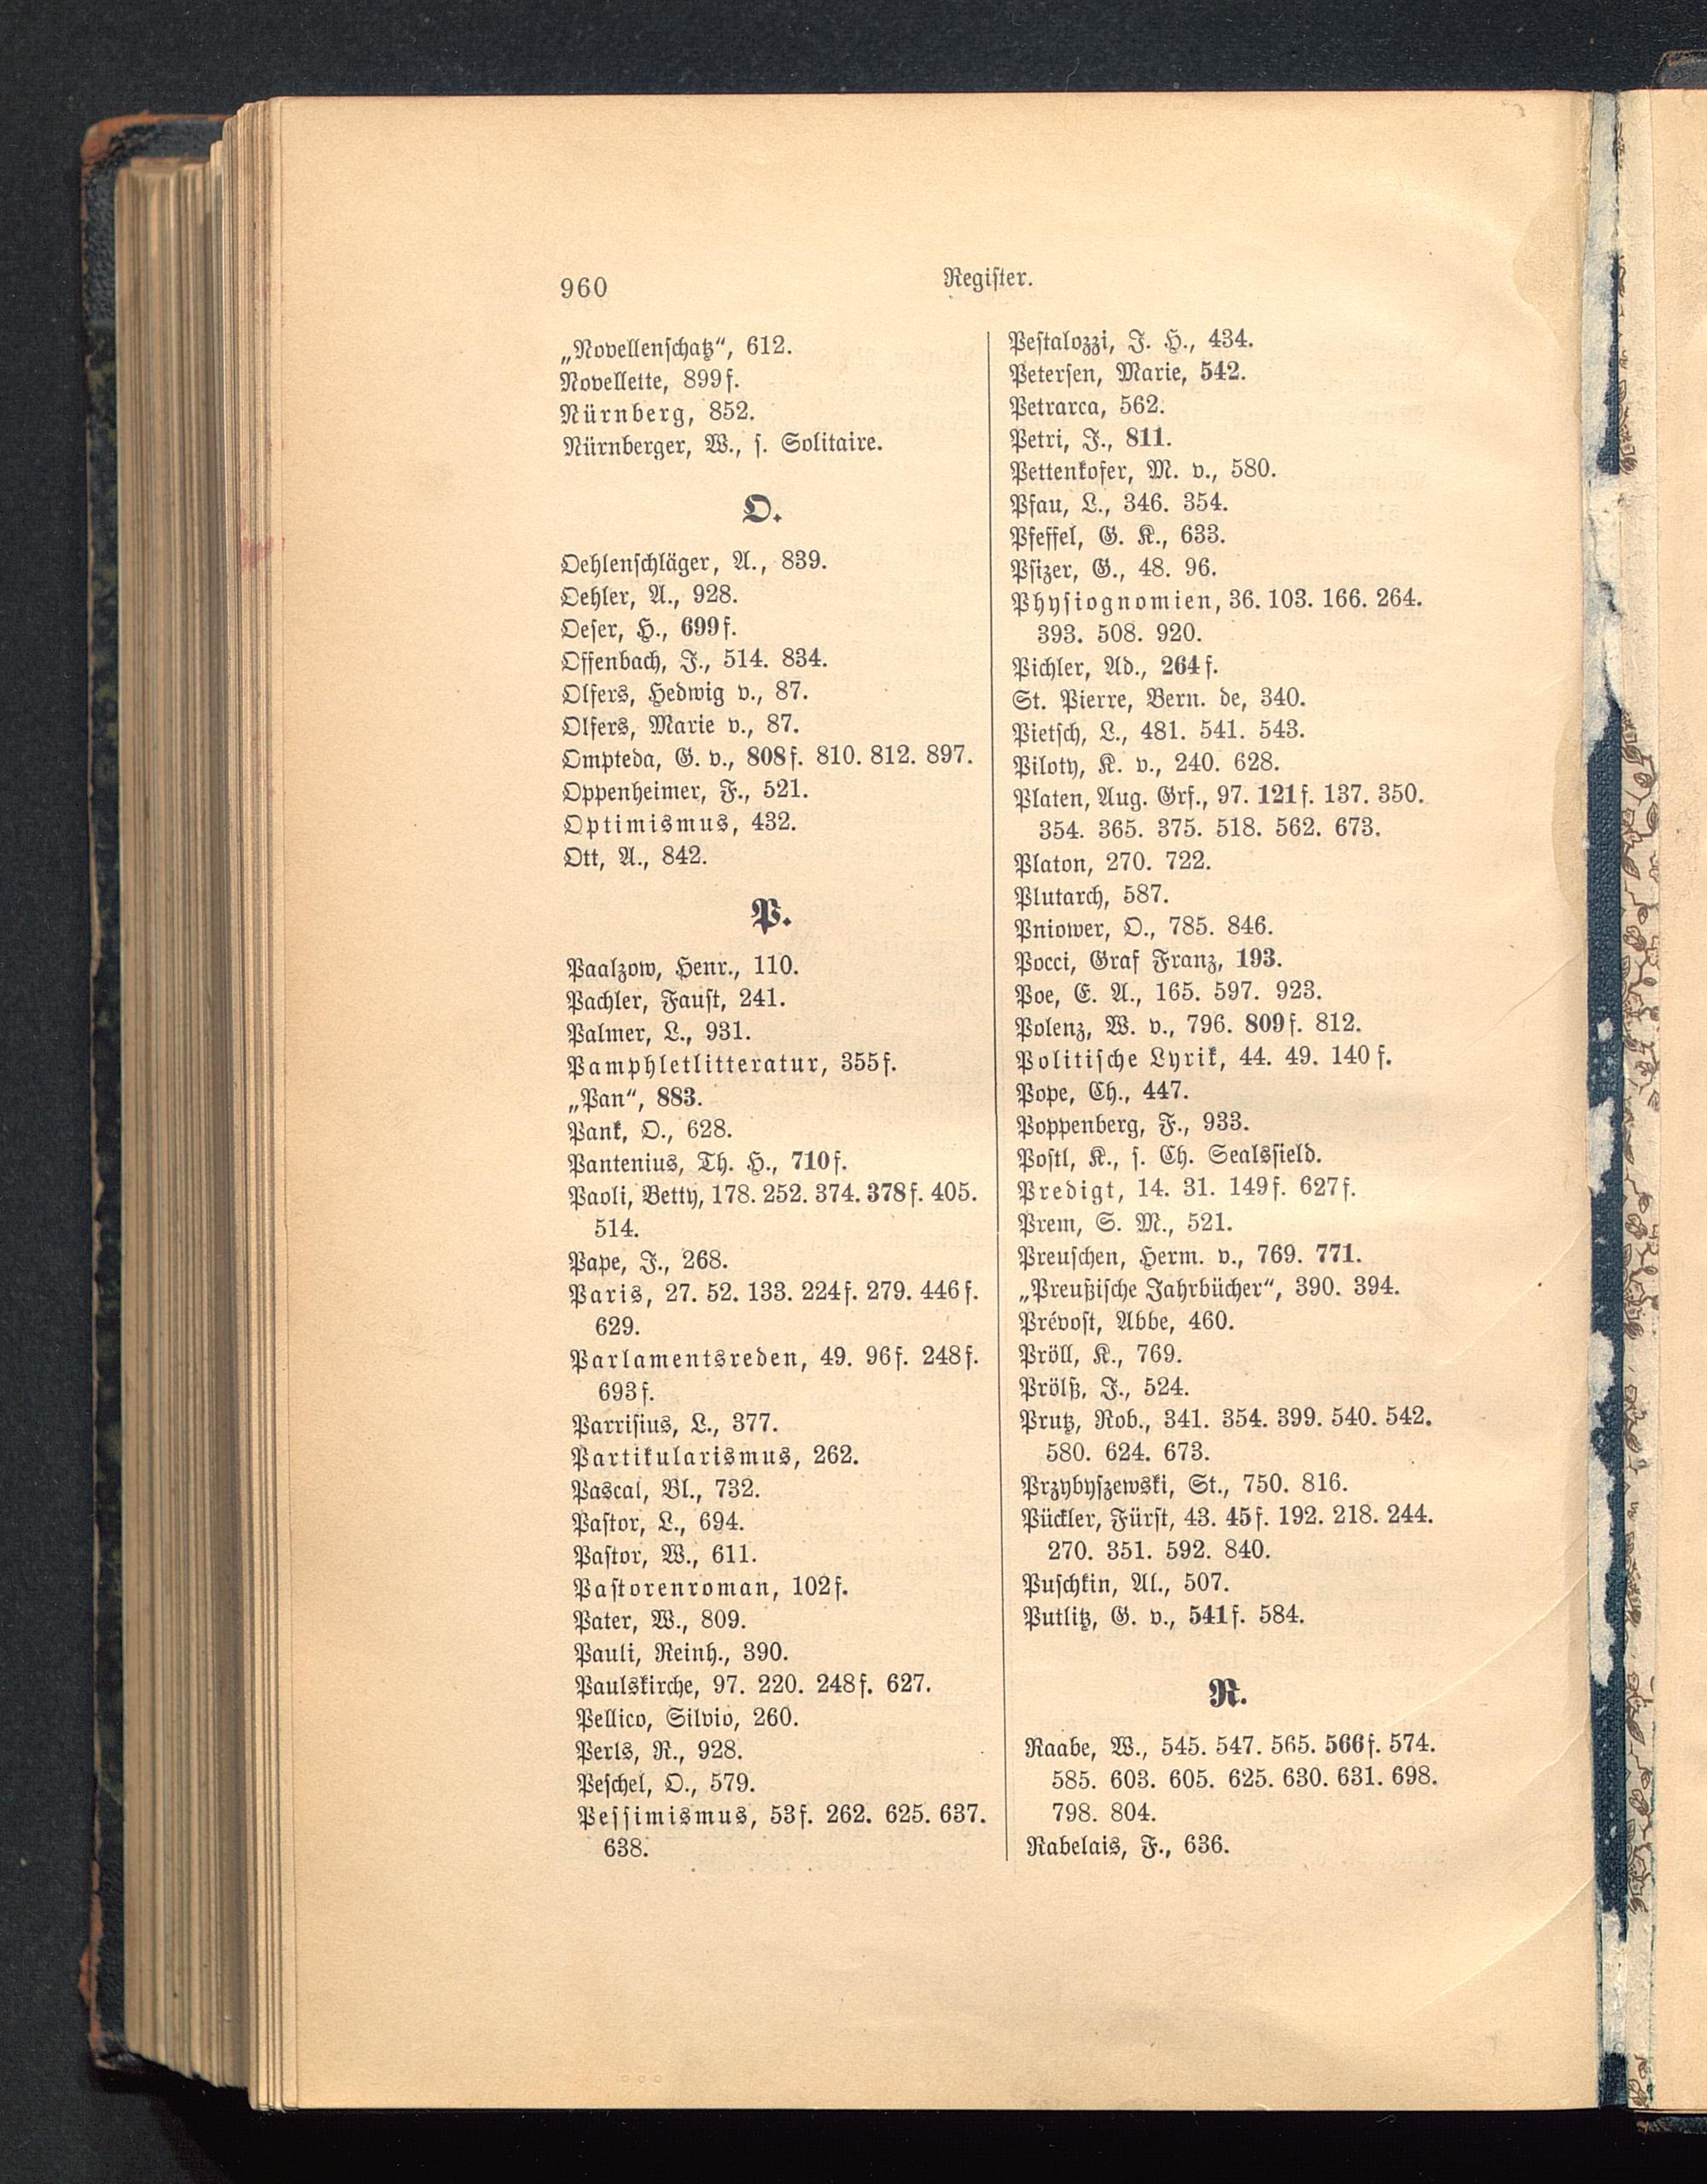 960
Register.
„Novellenschatz“, 612.
Novellette, 899f.
Nürnberg, 852.
Nürnberger, W., s. Solitaire.
O.
Oehlenschläger, A., 839.
Oehler, A., 928.
Oeser, H., 699f.
Offenbach, J., 514. 834.
Olfers, Hedwig v., 87.
Olfers, Marie v., 87.
Ompteda, G. v., 808f. 810. 812. 897.
Oppenheimer, F., 521.
Optimismus, 432.
Ott, A., 842.
P.
Paalzow, Henr., 110.
Pachler, Faust, 241.
Palmer, L., 931.
Pamphletlitteratur, 355f.
„Pan“, 883.
Pank, O., 628.
Pantenius, Th. H., 710f.
Paoli, Betty, 178. 252. 374. 378f. 405.
514.
Pape, J., 268.
Paris, 27. 52. 133. 224f. 279. 446f.
629.
Parlamentsreden, 49. 96f. 248f.
693f.
Parrisius, L., 377.
Partikularismus, 262.
Pascal, Bl., 732.
Pastor, L., 694.
Pastor, W., 611.
Pastorenroman, 102f.
Pater, W., 809.
Pauli, Reinh., 390.
Paulskirche, 97. 220. 248f. 627.
Pellico, Silvio, 260.
Perls, R., 928.
Peschel, O., 579.
Pessimismus, 53f. 262. 625. 637.
638.
Pestalozzi, J. H., 434.
Petersen, Marie, 542.
Petrarca, 562.
Petri, J., 811.
Pettenkofer, M. v., 580.
Pfau, L., 346. 354.
Pfeffel, G. K., 633.
Pfizer, G., 48. 96.
Physiognomien, 36. 103. 166. 264.
393. 508. 920.
Pichler, Ad., 264f.
St. Pierre, Bern. de, 340.
Pietsch, L., 481. 541. 543.
Piloty, K. v., 240. 628.
Platen, Aug. Grf., 97. 121f. 137. 350.
354. 365. 375. 518. 562. 673.
Platon, 270. 722.
Plutarch, 587.
Pniower, O., 785. 846.
Pocci, Graf Franz, 193.
Poe, E. A., 165. 597. 923.
Polenz, W. v., 796. 809f. 812.
Politische Lyrik, 44. 49. 140f.
Pope, Ch., 447.
Poppenberg, F., 933.
Postl, K., s. Ch. Sealsfield.
Predigt, 14. 31. 149f. 627f.
Prem, S. M., 521.
Preuschen, Herm. v., 769. 771.
„Preußische Jahrbücher“, 390. 394.
Prévost, Abbe, 460.
Pröll, K., 769.
Prölß, J., 524.
Prutz, Rob., 341. 354. 399. 540. 542.
580. 624. 673.
Przybyszewski, St., 750. 816.
Pückler, Fürst, 43. 45f. 192. 218. 244.
270. 351. 592. 840.
Puschkin, Al., 507.
Putlitz, G. v., 541f. 584.
R.
Raabe, W., 545. 547. 565. 566f. 574.
585. 603. 605. 625. 630. 631. 698.
798. 804.
Rabelais, F., 636.